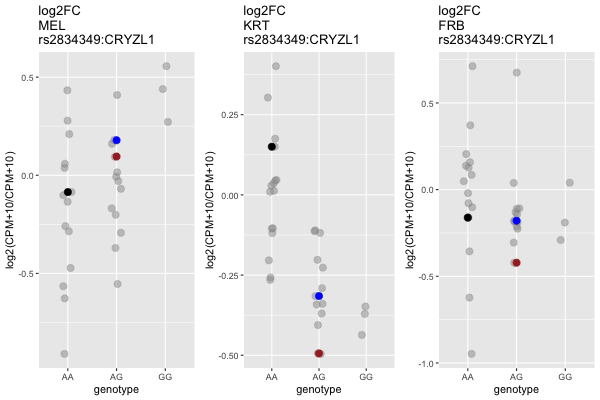 log2FC
MEL
rs2834349:CRYZL1
log2(CPM+10/CPM+10)
0.5
0.0
-0.5
AA
AG
GG
genotype
log2FC
KRT
rs2834349:CRYZL1
log2(CPM+10/CPM+10)
0.25
0.00
-0.25
-0.50
AA
AG
GG
genotype
log2FC
FRB
rs2834349:CRYZL1
log2(CPM+10/CPM+10)
0.5
0.0
-0.5
-1.0
AA
AG
GG
genotype